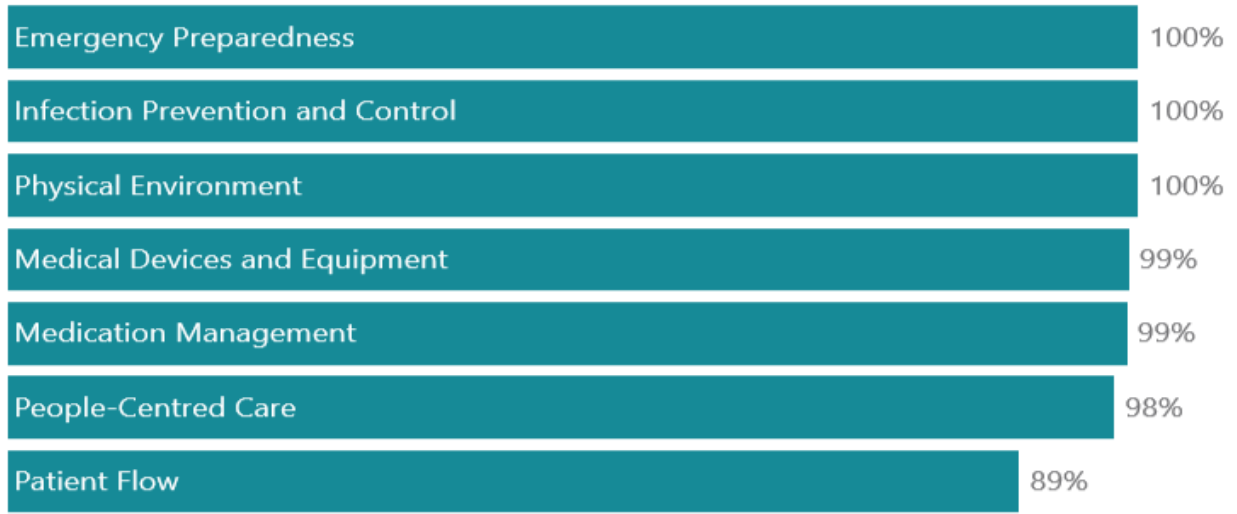 Emergency Preparedness 100%
Infection Prevention and Control 100%
Physical Environment 100%
Medical Devices and Equipment 99%
Medication Management 99%
People-Centred Care 98%
Patient Flow 89%